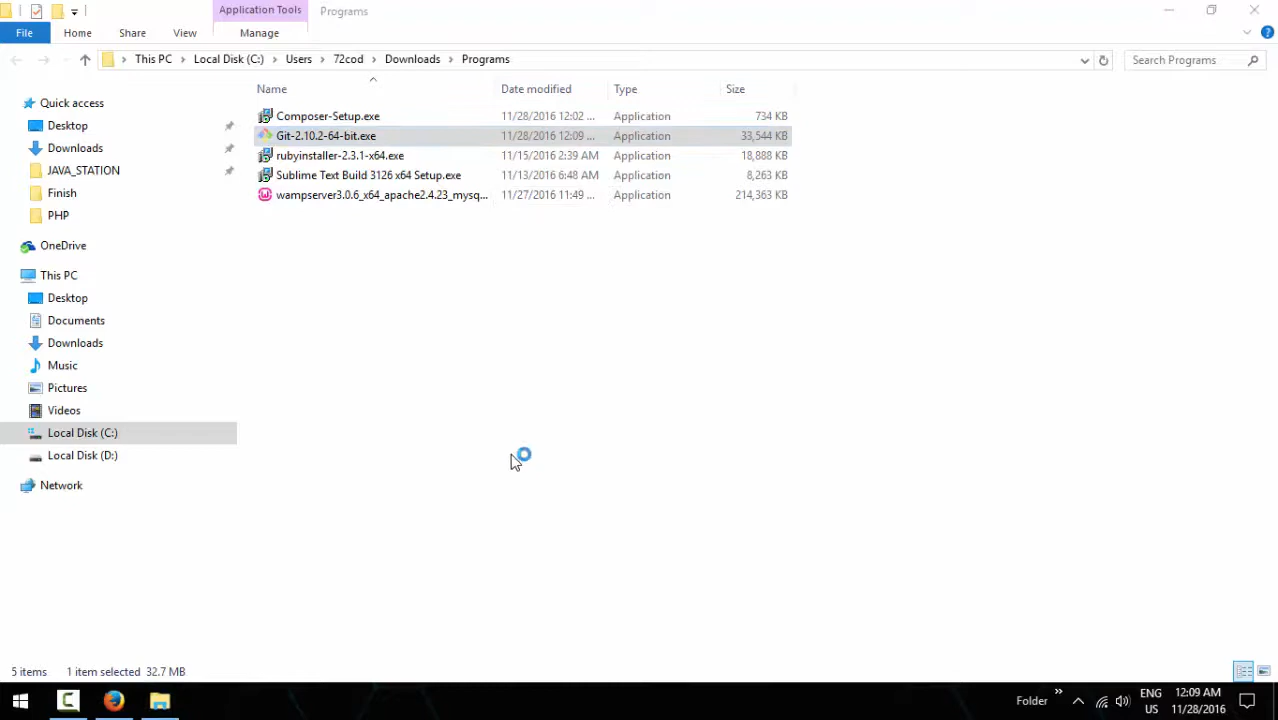 Application Tools
Programs
File
Home
Share
View
Manage
This PC
Local Disk (C:)
Users
72cod
Downloads
Programs
Search Programs
Name
Date modified
Type
Size
Quick access
Desktop
Downloads
JAVA_STATION
Finish
PHP
OneDrive
This PC
Desktop
Documents
Downloads
Music
Pictures
Videos
Local Disk (C:)
Local Disk (D:)
Network
Composer-Setup.exe 11/28/2016 12:02 ... Application 734 KB
Git-2.10.2-64-bit.exe 11/28/2016 12:09 ... Application 33,544 KB
rubyinstaller-2.3.1-x64.exe 11/15/2016 2:39 AM Application 18,888 KB
Sublime Text Build 3126 x64 Setup.exe 11/13/2016 6:48 AM Application 8,263 KB
wampserver3.0.6_x64_apache2.4.23_mysq... 11/27/2016 11:49 ... Application 214,363 KB
5 items 1 item selected 32.7 MB
Folder
ENG
US
12:09 AM
11/28/2016